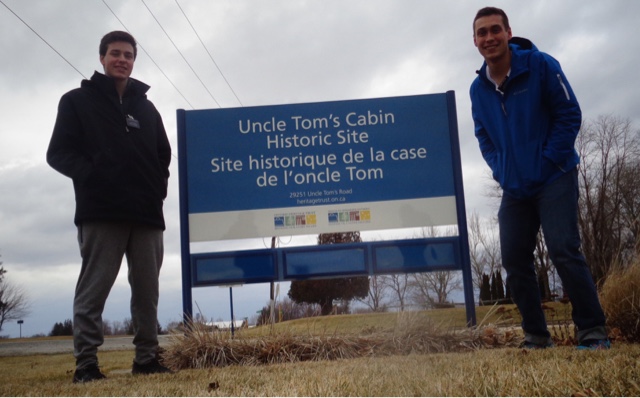 Uncle Tom's Cabin
Historic Site
Site historique de la case
de l'oncle Tom
29251 Uncle Tom's Road
heritagetrust.on.ca